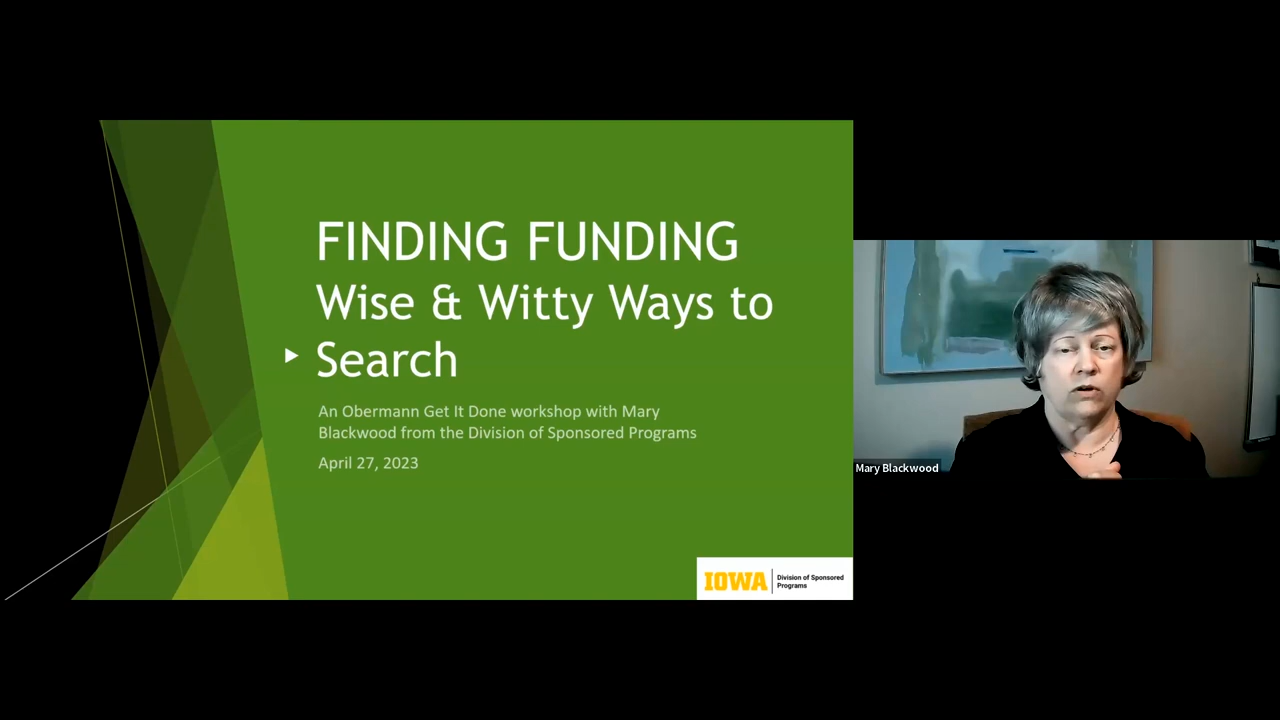 FINDING FUNDING
Wise & Witty Ways to
Search
An Obermann Get It Done workshop with Mary
Blackwood from the Division of Sponsored Programs
April 27, 2023
IOWA
Division of Sponsored
Programs
Mary Blackwood